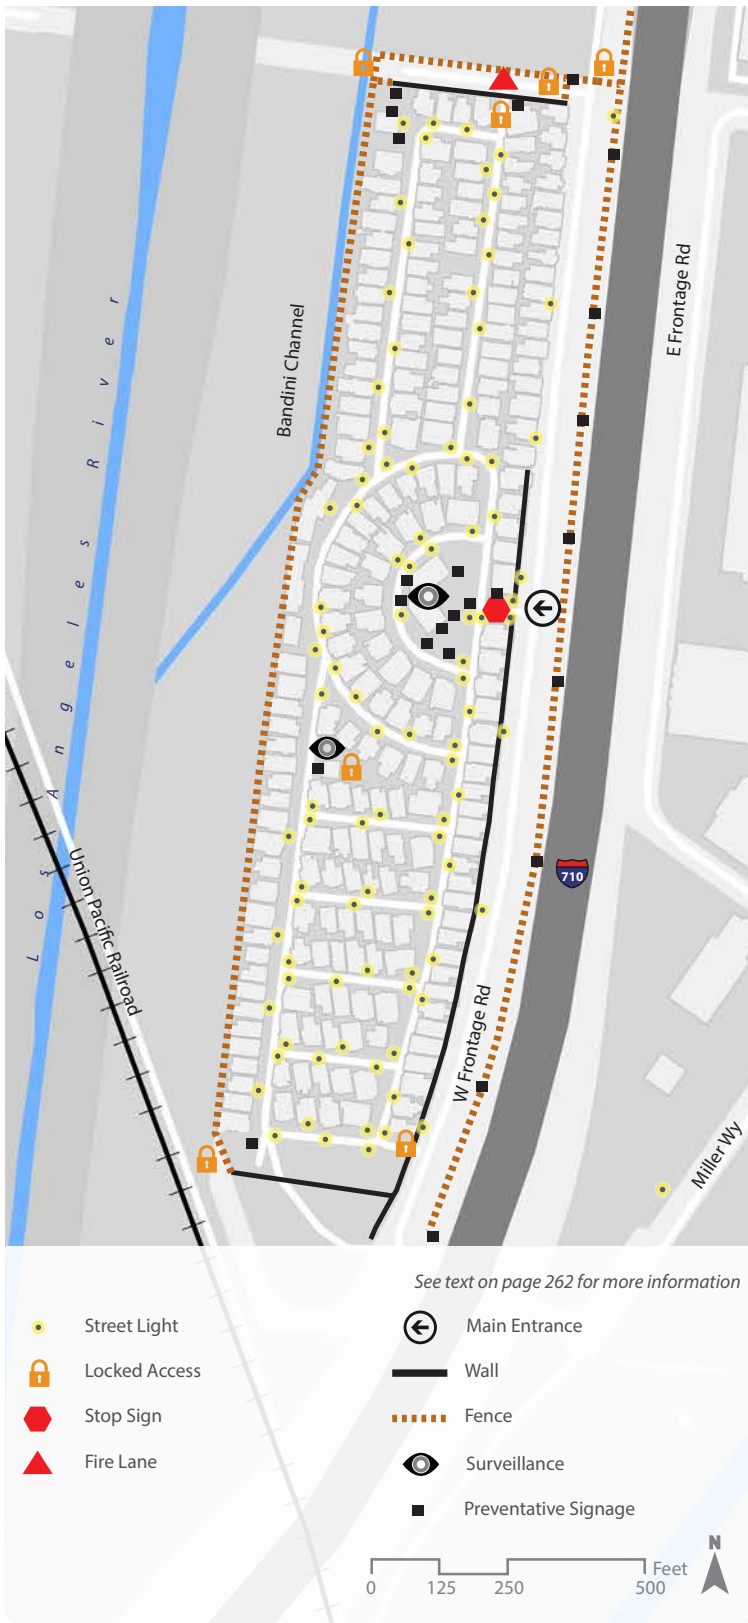 E Frontage Rd
Bandini Channel
Los Angeles River
Union Pacific Railroad
710
W Frontage Rd
Miller Wy
See text on page 262 for more information
Street Light
Locked Access
Stop Sign
Fire Lane
Main Entrance
Wall
Fence
Surveillance
Preventative Signage
N
Feet
0 125 250 500